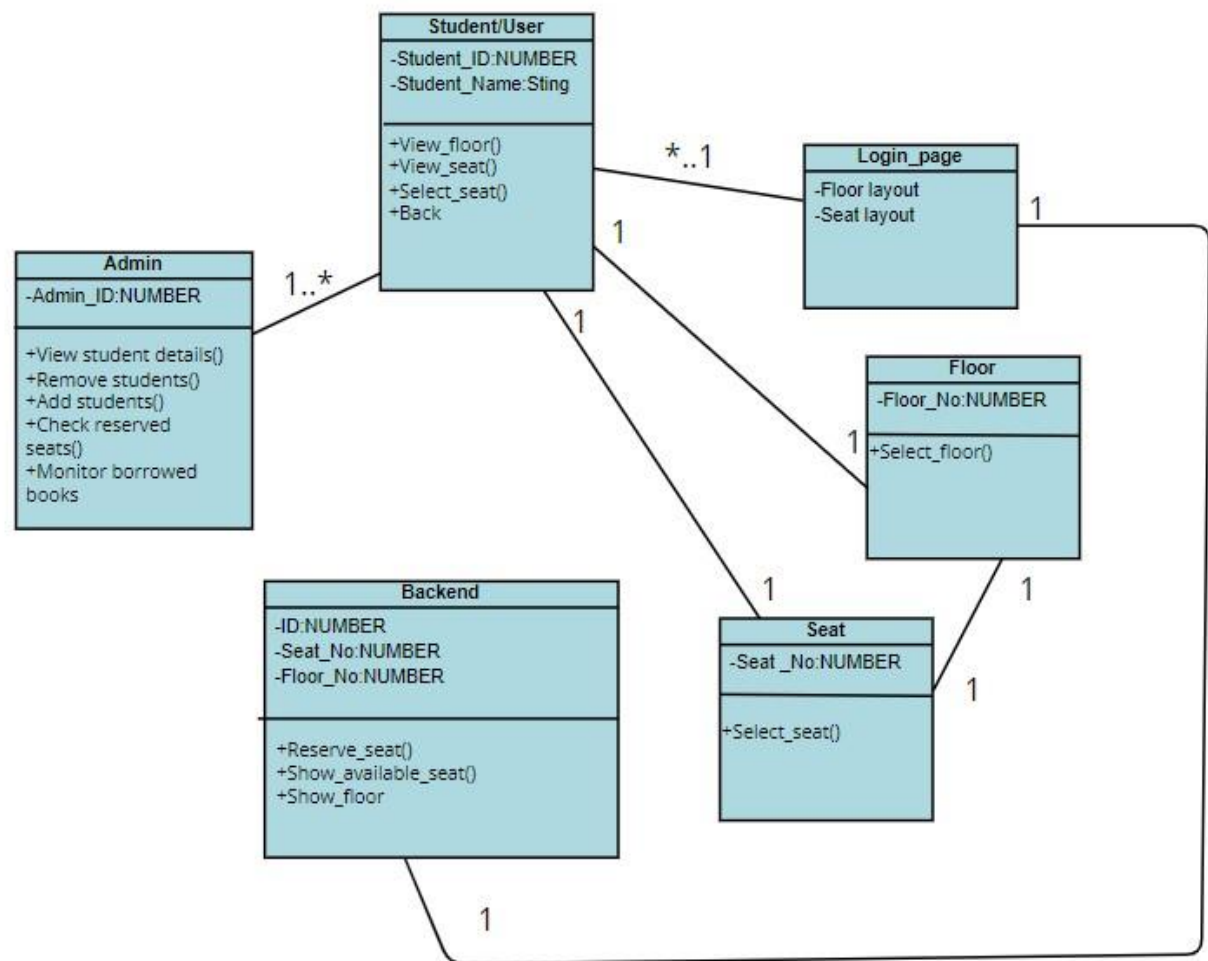 Student/User
-Student_ID:NUMBER
-Student_Name:Sting
+View_floor()
+View_seat()
+Select_seat()
+Back
*..1
Login_page
-Floor layout
-Seat layout
1
1
1
Admin
-Admin_ID:NUMBER
+View student details()
+Remove students()
+Add students()
+Check reserved
seats()
+Monitor borrowed
books
1..*
Floor
-Floor_No:NUMBER
+Select_floor()
1
1
1
Seat
-Seat _No:NUMBER
+Select_seat()
1
Backend
-ID:NUMBER
-Seat_No:NUMBER
-Floor_No:NUMBER
+Reserve_seat()
+Show_available_seat()
+Show_floor
1